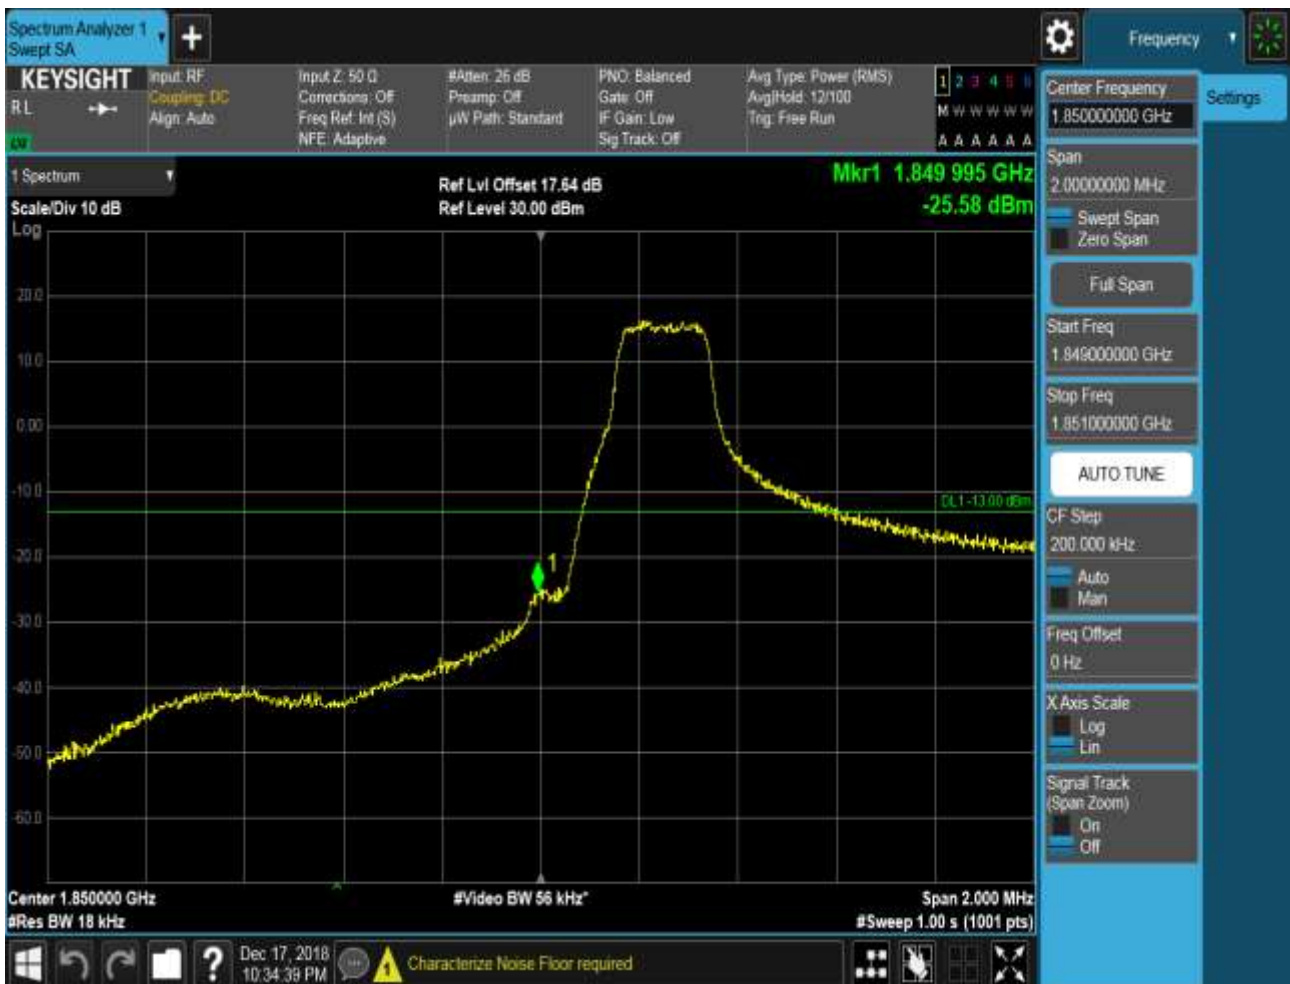 Spectrum Analyzer 1
Swept SA
Frequency
KEYSIGHT
R L
Input: RF
Coupling: DC
Align: Auto
Input Z: 50 Ω
Corrections: Off
Freq Ref: Int (S)
NFE: Adaptive
#Atten: 26 dB
Preamp: Off
µW Path: Standard
PNO: Balanced
Gate: Off
IF Gain: Low
Sig Track: Off
Avg Type: Power (RMS)
Avg|Hold: 12/100
Trig: Free Run
1 2 3 4 5 6
M W W W W W
A A A A A A
1 Spectrum
Scale/Div 10 dB
Log
Ref Lvl Offset 17.64 dB
Ref Level 30.00 dBm
Mkr1 1.849 995 GHz
-25.58 dBm
20.0
10.0
0.00
-10.0
-20.0
-30.0
-40.0
-50.0
-60.0
DL1 -13.00 dBm
1
Center 1.850000 GHz
#Res BW 18 kHz
#Video BW 56 kHz*
Span 2.000 MHz
#Sweep 1.00 s (1001 pts)
Center Frequency
1.850000000 GHz
Settings
Span
2.00000000 MHz
Swept Span
Zero Span
Full Span
Start Freq
1.849000000 GHz
Stop Freq
1.851000000 GHz
AUTO TUNE
CF Step
200.000 kHz
Auto
Man
Freq Offset
0 Hz
X Axis Scale
Log
Lin
Signal Track
(Span Zoom)
On
Off
?
Dec 17, 2018
10:34:39 PM
1
Characterize Noise Floor required